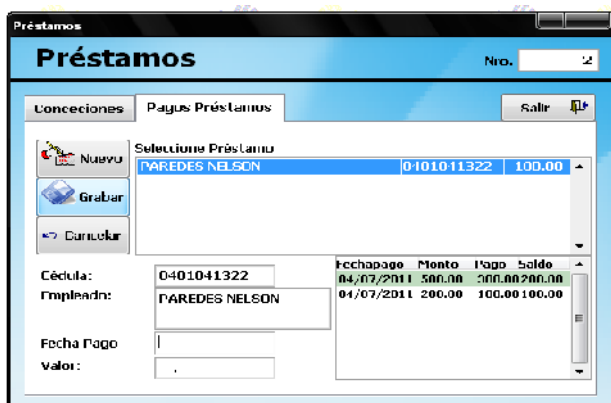 Préstamos
Préstamos
Nro. 2
Conceciones Pagos Préstamos Salir
Nuevo
Grabar
Cancelar
Seleccione Préstamo
PAREDES NELSON 0401041322 100.00
Cédula: 0401041322
Empleado: PAREDES NELSON
Fecha Pago
Valor: .
Fechapago Monto Pago Saldo
04/07/2011 500.00 300.00 200.00
04/07/2011 200.00 100.00 100.00